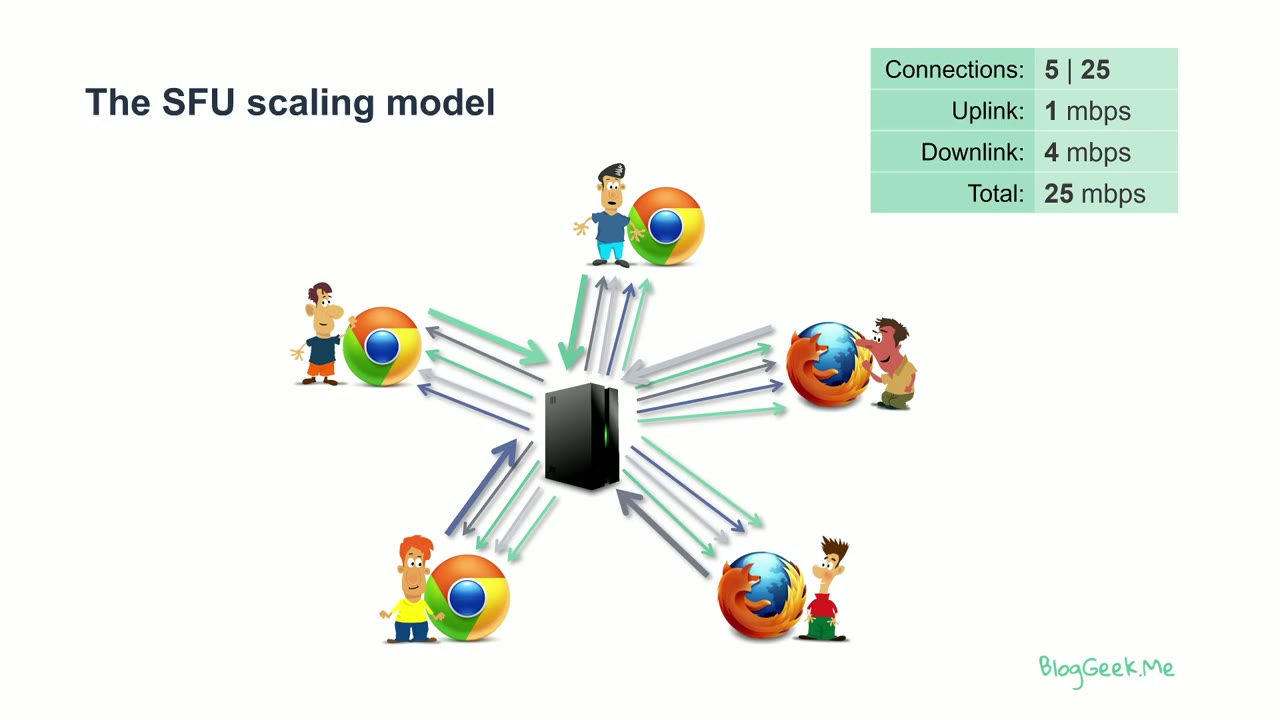 The SFU scaling model
Connections: 5 | 25
Uplink: 1 mbps
Downlink: 4 mbps
Total: 25 mbps
BlogGeek.Me